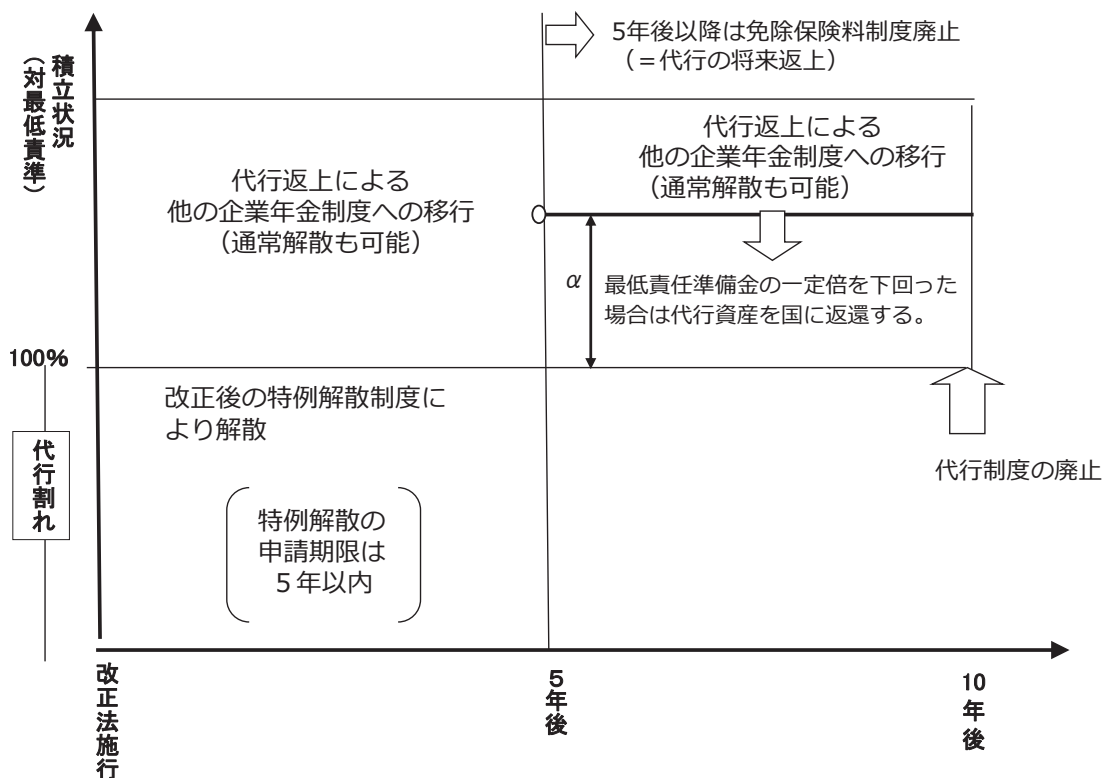 5年後以降は免除保険料制度廃止
（＝代行の将来返上）
積立状況
（対最低責準）
代行返上による
他の企業年金制度への移行
（通常解散も可能）
代行返上による
他の企業年金制度への移行
（通常解散も可能）
α
最低責任準備金の一定倍を下回った
場合は代行資産を国に返還する。
100%
改正後の特例解散制度に
より解散
代行割れ
代行制度の廃止
特例解散の
申請期限は
５年以内
改正法施行
５年後
10年後